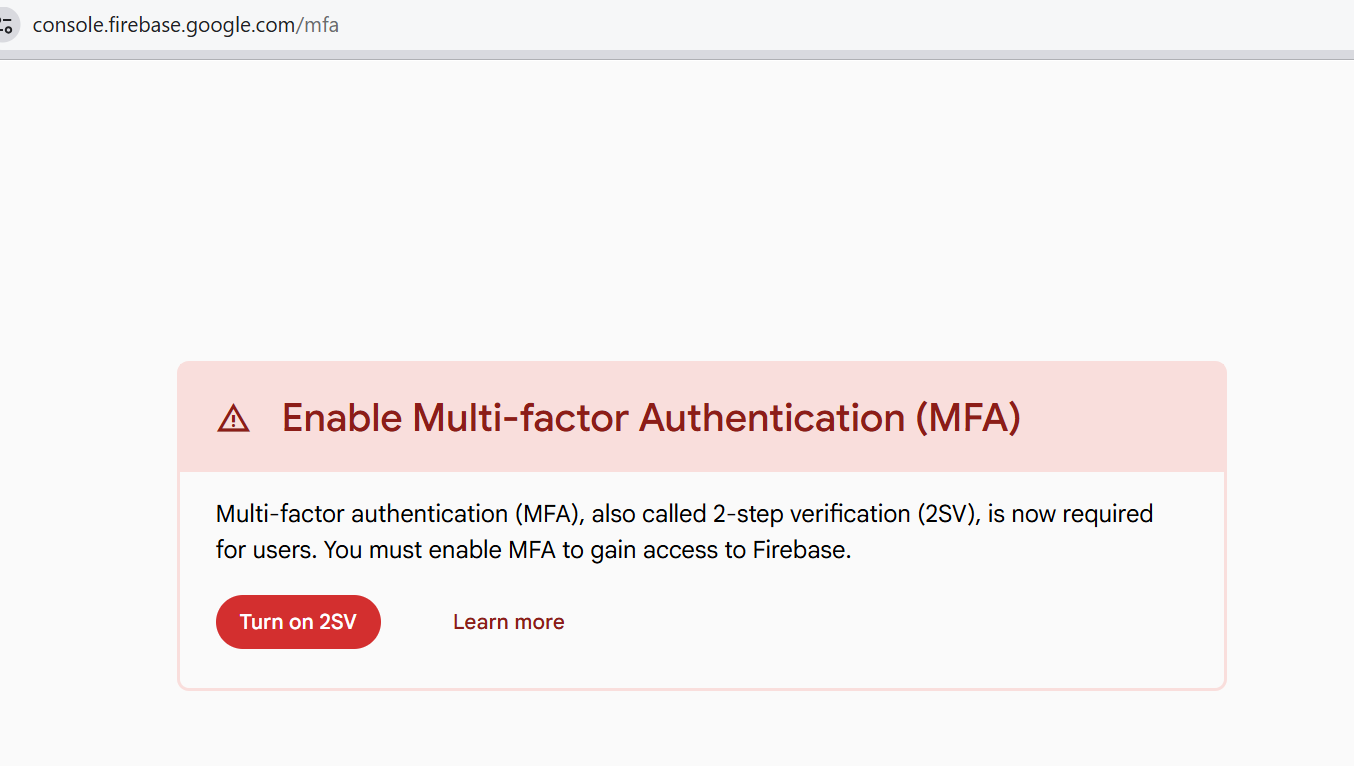 console.firebase.google.com/mfa
Enable Multi-factor Authentication (MFA)
Multi-factor authentication (MFA), also called 2-step verification (2SV), is now required
for users. You must enable MFA to gain access to Firebase.
Turn on 2SV
Learn more